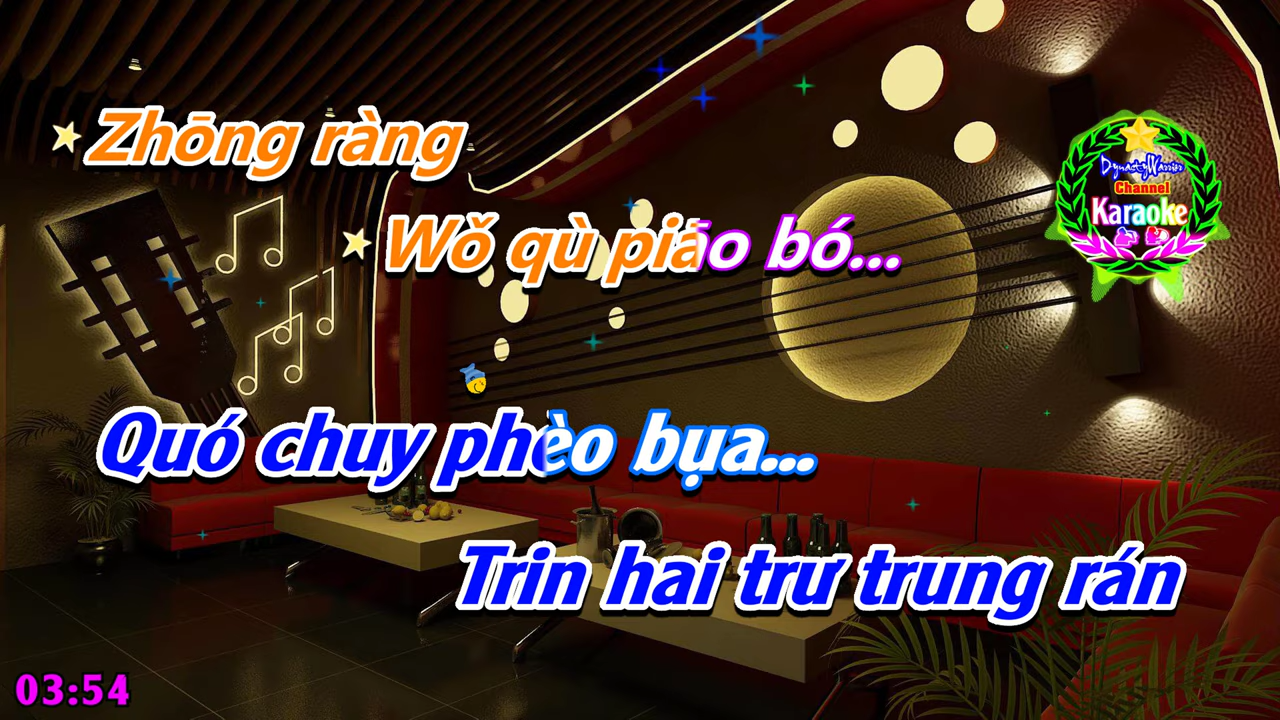 Zhōng ràng
Wǒ qù piāo bó...
Quó chuy phèo bụa...
Trin hai trư trung rán
DynastyWarrior
Channel
Karaoke
03:54